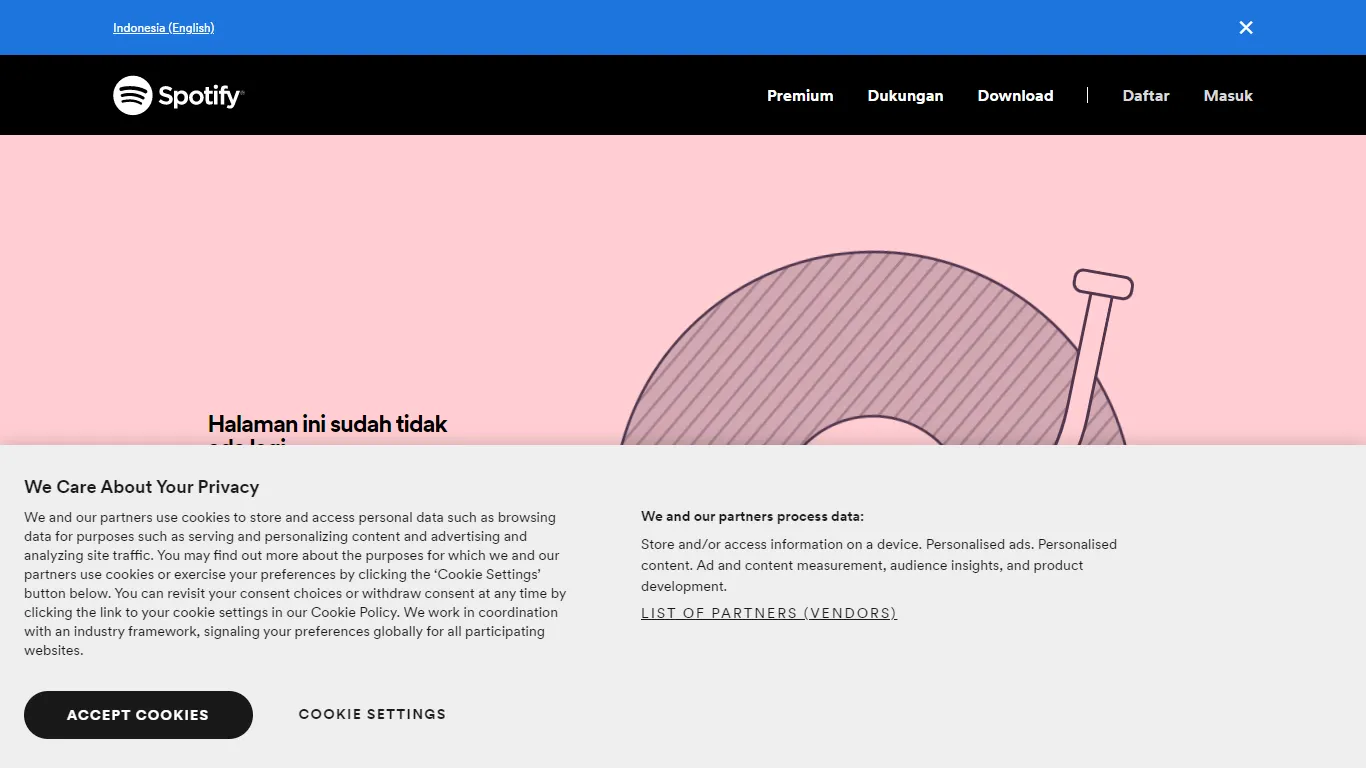 Indonesia (English)
Spotify
Premium
Dukungan
Download
Daftar
Masuk
Halaman ini sudah tidak
We Care About Your Privacy
We and our partners use cookies to store and access personal data such as browsing
data for purposes such as serving and personalizing content and advertising and
analyzing site traffic. You may find out more about the purposes for which we and our
partners use cookies or exercise your preferences by clicking the ‘Cookie Settings’
button below. You can revisit your consent choices or withdraw consent at any time by
clicking the link to your cookie settings in our Cookie Policy. We work in coordination
with an industry framework, signaling your preferences globally for all participating
websites.
We and our partners process data:
Store and/or access information on a device. Personalised ads. Personalised
content. Ad and content measurement, audience insights, and product
development.
LIST OF PARTNERS (VENDORS)
ACCEPT COOKIES
COOKIE SETTINGS